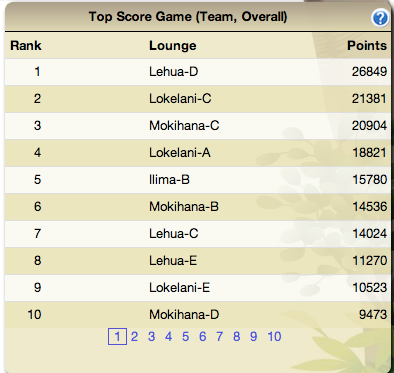 Top Score Game (Team, Overall) ?
Rank Lounge Points
1 Lehua-D 26849
2 Lokelani-C 21381
3 Mokihana-C 20904
4 Lokelani-A 18821
5 Ilima-B 15780
6 Mokihana-B 14536
7 Lehua-C 14024
8 Lehua-E 11270
9 Lokelani-E 10523
10 Mokihana-D 9473
1 2 3 4 5 6 7 8 9 10